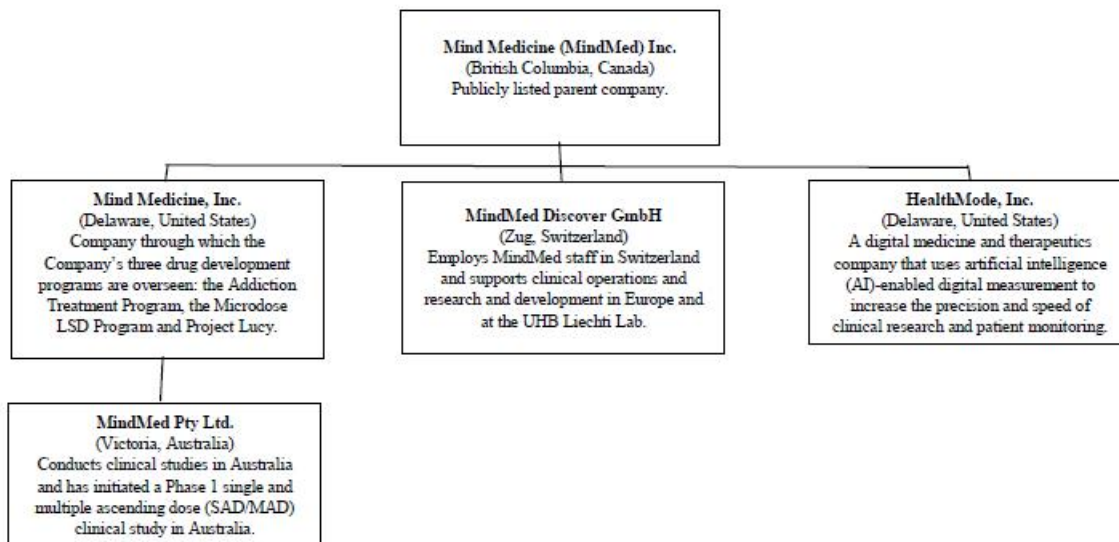 Mind Medicine (MindMed) Inc.
(British Columbia, Canada)
Publicly listed parent company.
Mind Medicine, Inc.
(Delaware, United States)
Company through which the
Company's three drug development
programs are overseen: the Addiction
Treatment Program, the Microdose
LSD Program and Project Lucy.
MindMed Discover GmbH
(Zug, Switzerland)
Employs MindMed staff in Switzerland
and supports clinical operations and
research and development in Europe and
at the UHB Liechti Lab.
HealthMode, Inc.
(Delaware, United States)
A digital medicine and therapeutics
company that uses artificial intelligence
(AI)-enabled digital measurement to
increase the precision and speed of
clinical research and patient monitoring.
MindMed Pty Ltd.
(Victoria, Australia)
Conducts clinical studies in Australia
and has initiated a Phase 1 single and
multiple ascending dose (SAD/MAD)
clinical study in Australia.